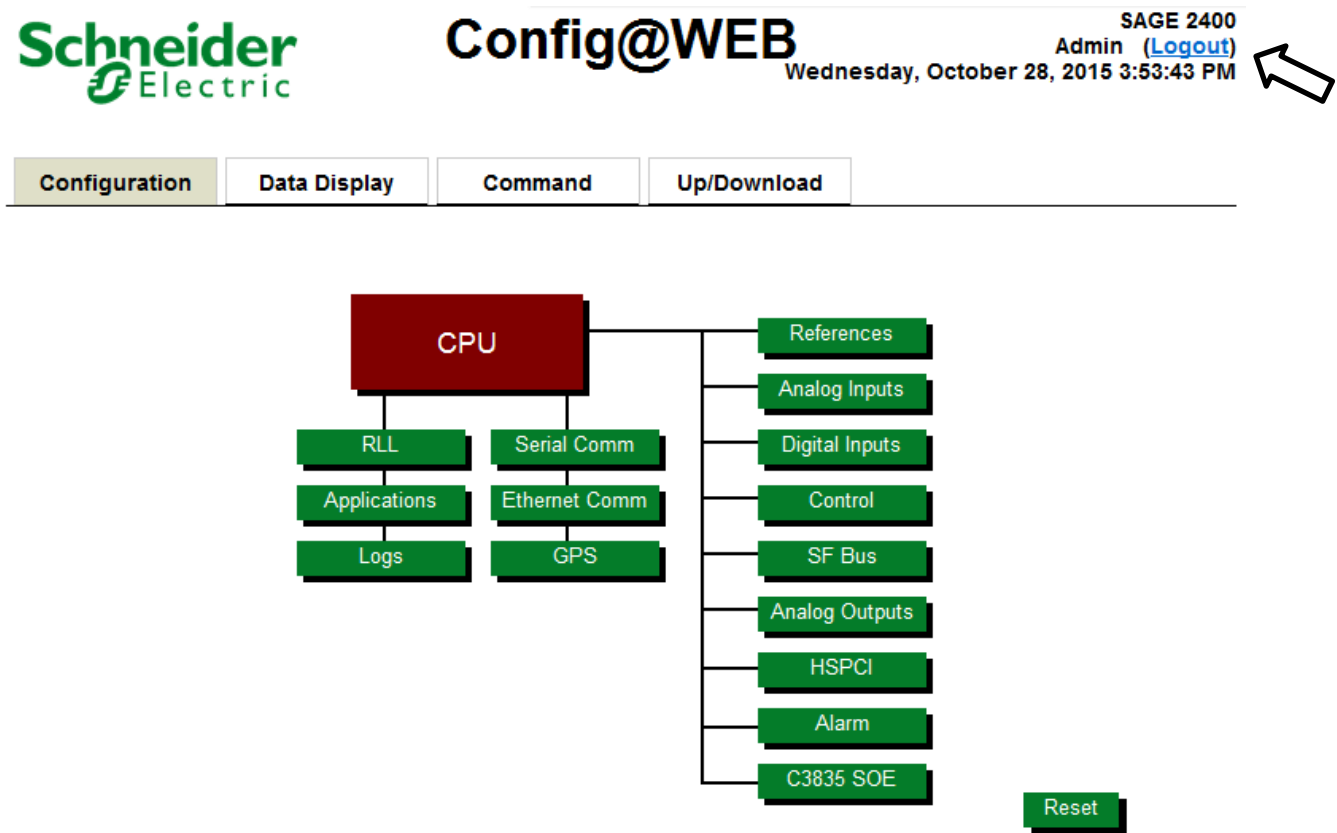 Schneider
Electric
Config@WEB
SAGE 2400
Admin (Logout)
Wednesday, October 28, 2015 3:53:43 PM
Configuration
Data Display
Command
Up/Download
CPU
RLL
Applications
Logs
Serial Comm
Ethernet Comm
GPS
References
Analog Inputs
Digital Inputs
Control
SF Bus
Analog Outputs
HSPCI
Alarm
C3835 SOE
Reset